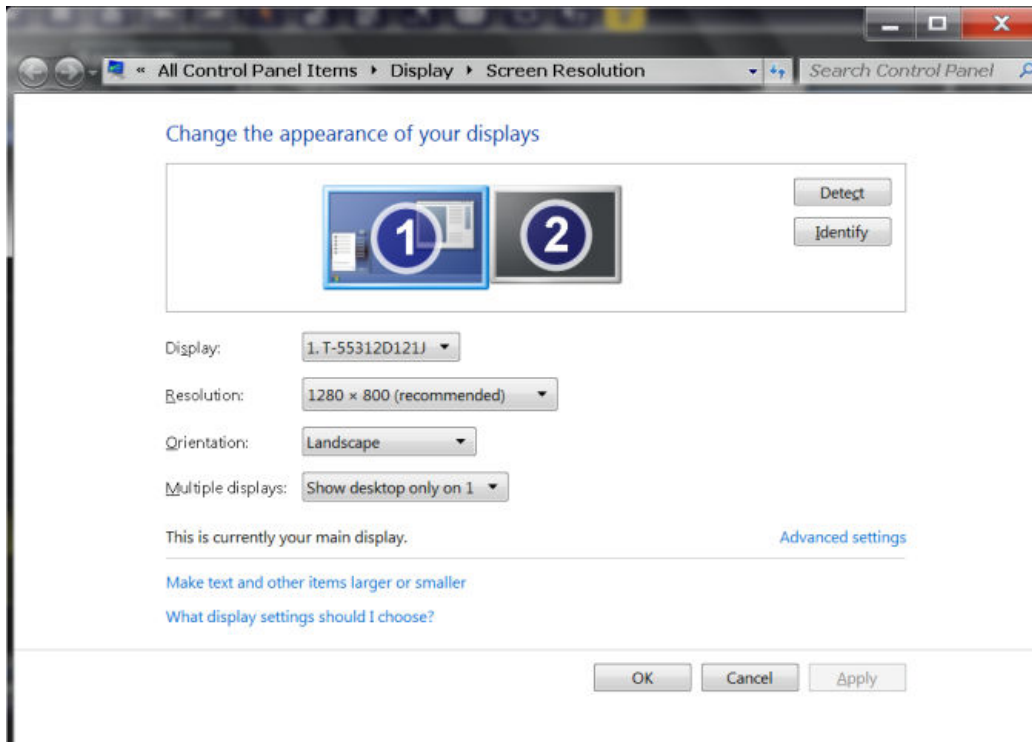 « All Control Panel Items ▸ Display ▸ Screen Resolution Search Control Panel
Change the appearance of your displays
1 2
Detect
Identify
Display: 1. T-55312D121J
Resolution: 1280 × 800 (recommended)
Orientation: Landscape
Multiple displays: Show desktop only on 1
This is currently your main display. Advanced settings
Make text and other items larger or smaller
What display settings should I choose?
OK Cancel Apply